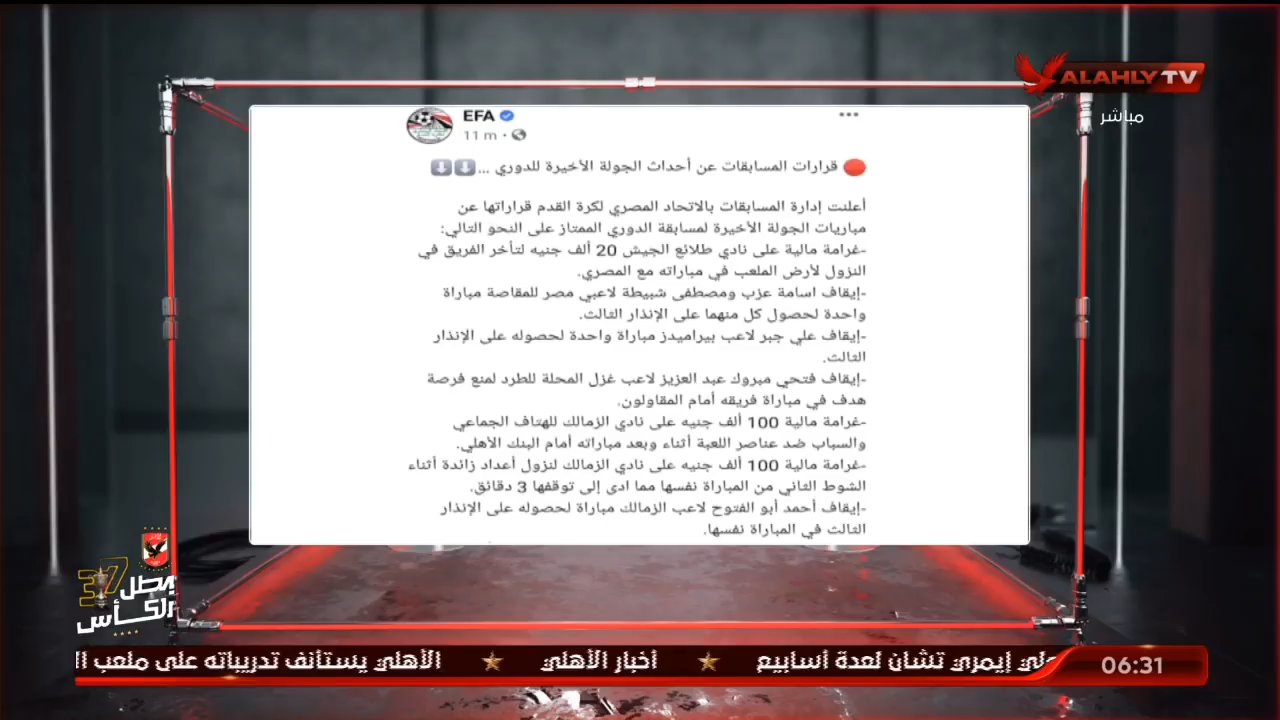 ALAHLY TV
مباشر
EFA
11 m
🔴 قرارات المسابقات عن أحداث الجولة الأخيرة للدوري ...⬇️⬇️
أعلنت إدارة المسابقات بالاتحاد المصري لكرة القدم قراراتها عن
مباريات الجولة الأخيرة لمسابقة الدوري الممتاز على النحو التالي:
-غرامة مالية على نادي طلائع الجيش 20 ألف جنيه لتأخر الفريق في
النزول لأرض الملعب في مباراته مع المصري.
-إيقاف اسامة عزب ومصطفى شبيطة لاعبي مصر للمقاصة مباراة
واحدة لحصول كل منهما على الإنذار الثالث.
-إيقاف علي جبر لاعب بيراميدز مباراة واحدة لحصوله على الإنذار
الثالث.
-إيقاف فتحي مبروك عبد العزيز لاعب غزل المحلة للطرد لمنع فرصة
هدف في مباراة فريقه أمام المقاولون.
-غرامة مالية 100 ألف جنيه على نادي الزمالك للهتاف الجماعي
والسباب ضد عناصر اللعبة أثناء وبعد مباراته أمام البنك الأهلي.
-غرامة مالية 100 ألف جنيه على نادي الزمالك لنزول أعداد زائدة أثناء
الشوط الثاني من المباراة نفسها مما ادى إلى توقفها 3 دقائق.
-إيقاف أحمد أبو الفتوح لاعب الزمالك مباراة لحصوله على الإنذار
الثالث في المباراة نفسها.
37
بطل
الكأس
إيمري تشان لعدة أسابيع ★ أخبار الأهلي ★ الأهلي يستأنف تدريباته على ملعب
06:31